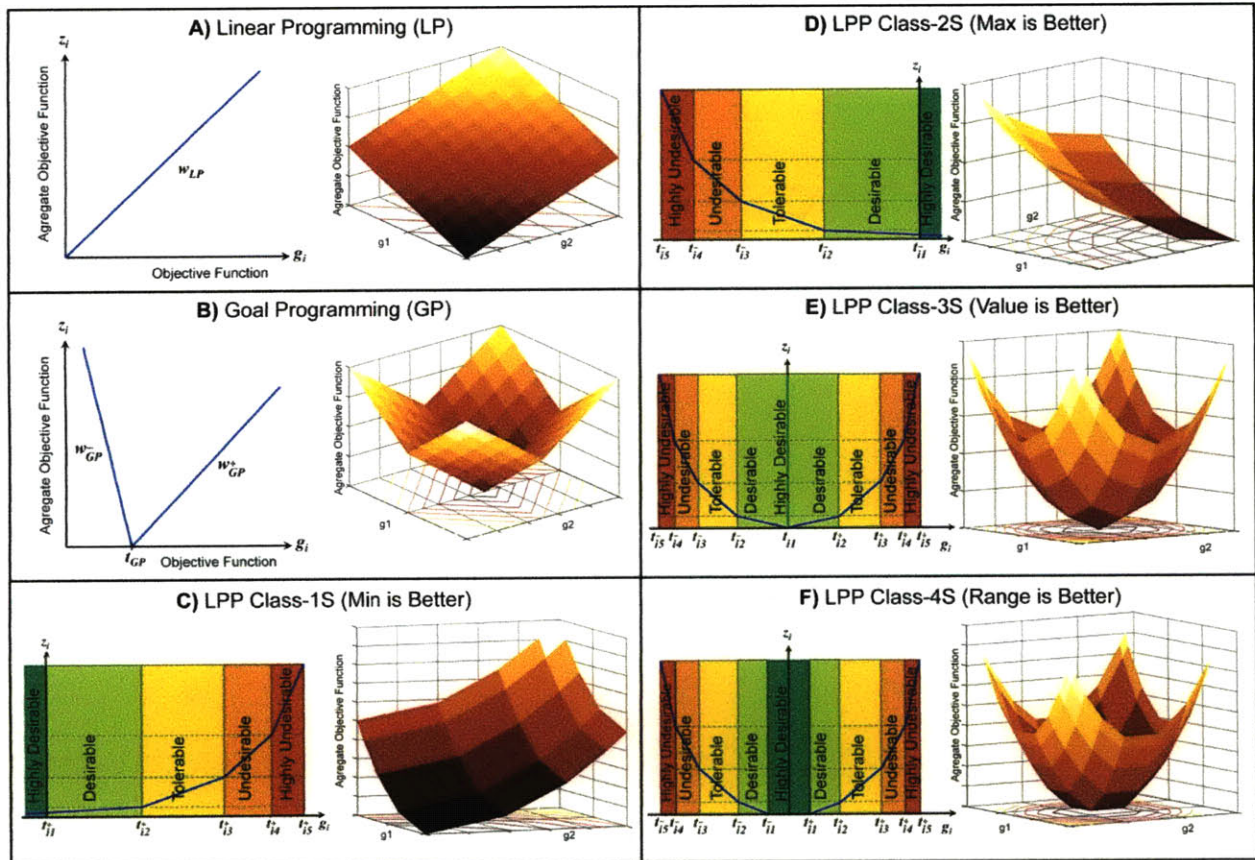 A) Linear Programming (LP)
z_i
Agregate Objective Function
w_LP
g_i
Objective Function
Agregate Objective Function
g1
g2
B) Goal Programming (GP)
z_i
Agregate Objective Function
w⁻_GP
w⁺_GP
t_GP
g_i
Objective Function
Agregate Objective Function
g1
g2
C) LPP Class-1S (Min is Better)
z_i
Highly Desirable
Desirable
Tolerable
Undesirable
Highly Undesirable
t⁺_i1 t⁺_i2 t⁺_i3 t⁺_i4 t⁺_i5 g_i
Agregate Objective Function
g1
g2
D) LPP Class-2S (Max is Better)
z_i
Highly Undesirable
Undesirable
Tolerable
Desirable
Highly Desirable
t⁻_i5 t⁻_i4 t⁻_i3 t⁻_i2 t⁻_i1 g_i
Agregate Objective Function
g2
g1
E) LPP Class-3S (Value is Better)
z_i
Highly Undesirable
Undesirable
Tolerable
Desirable
Highly Desirable
Desirable
Tolerable
Undesirable
Highly Undesirable
t⁻_i5 t⁻_i4 t⁻_i3 t⁻_i2 t_i1 t⁺_i2 t⁺_i3 t⁺_i4 t⁺_i5 g_i
Agregate Objective Function
g1
g2
F) LPP Class-4S (Range is Better)
z_i
Highly Undesirable
Undesirable
Tolerable
Desirable
Highly Desirable
Desirable
Tolerable
Undesirable
Highly Undesirable
t⁻_i5 t⁻_i4 t⁻_i3 t⁻_i2 t⁻_i1 t⁺_i1 t⁺_i2 t⁺_i3 t⁺_i4 t⁺_i5 g_i
Agregate Objective Function
g1
g2